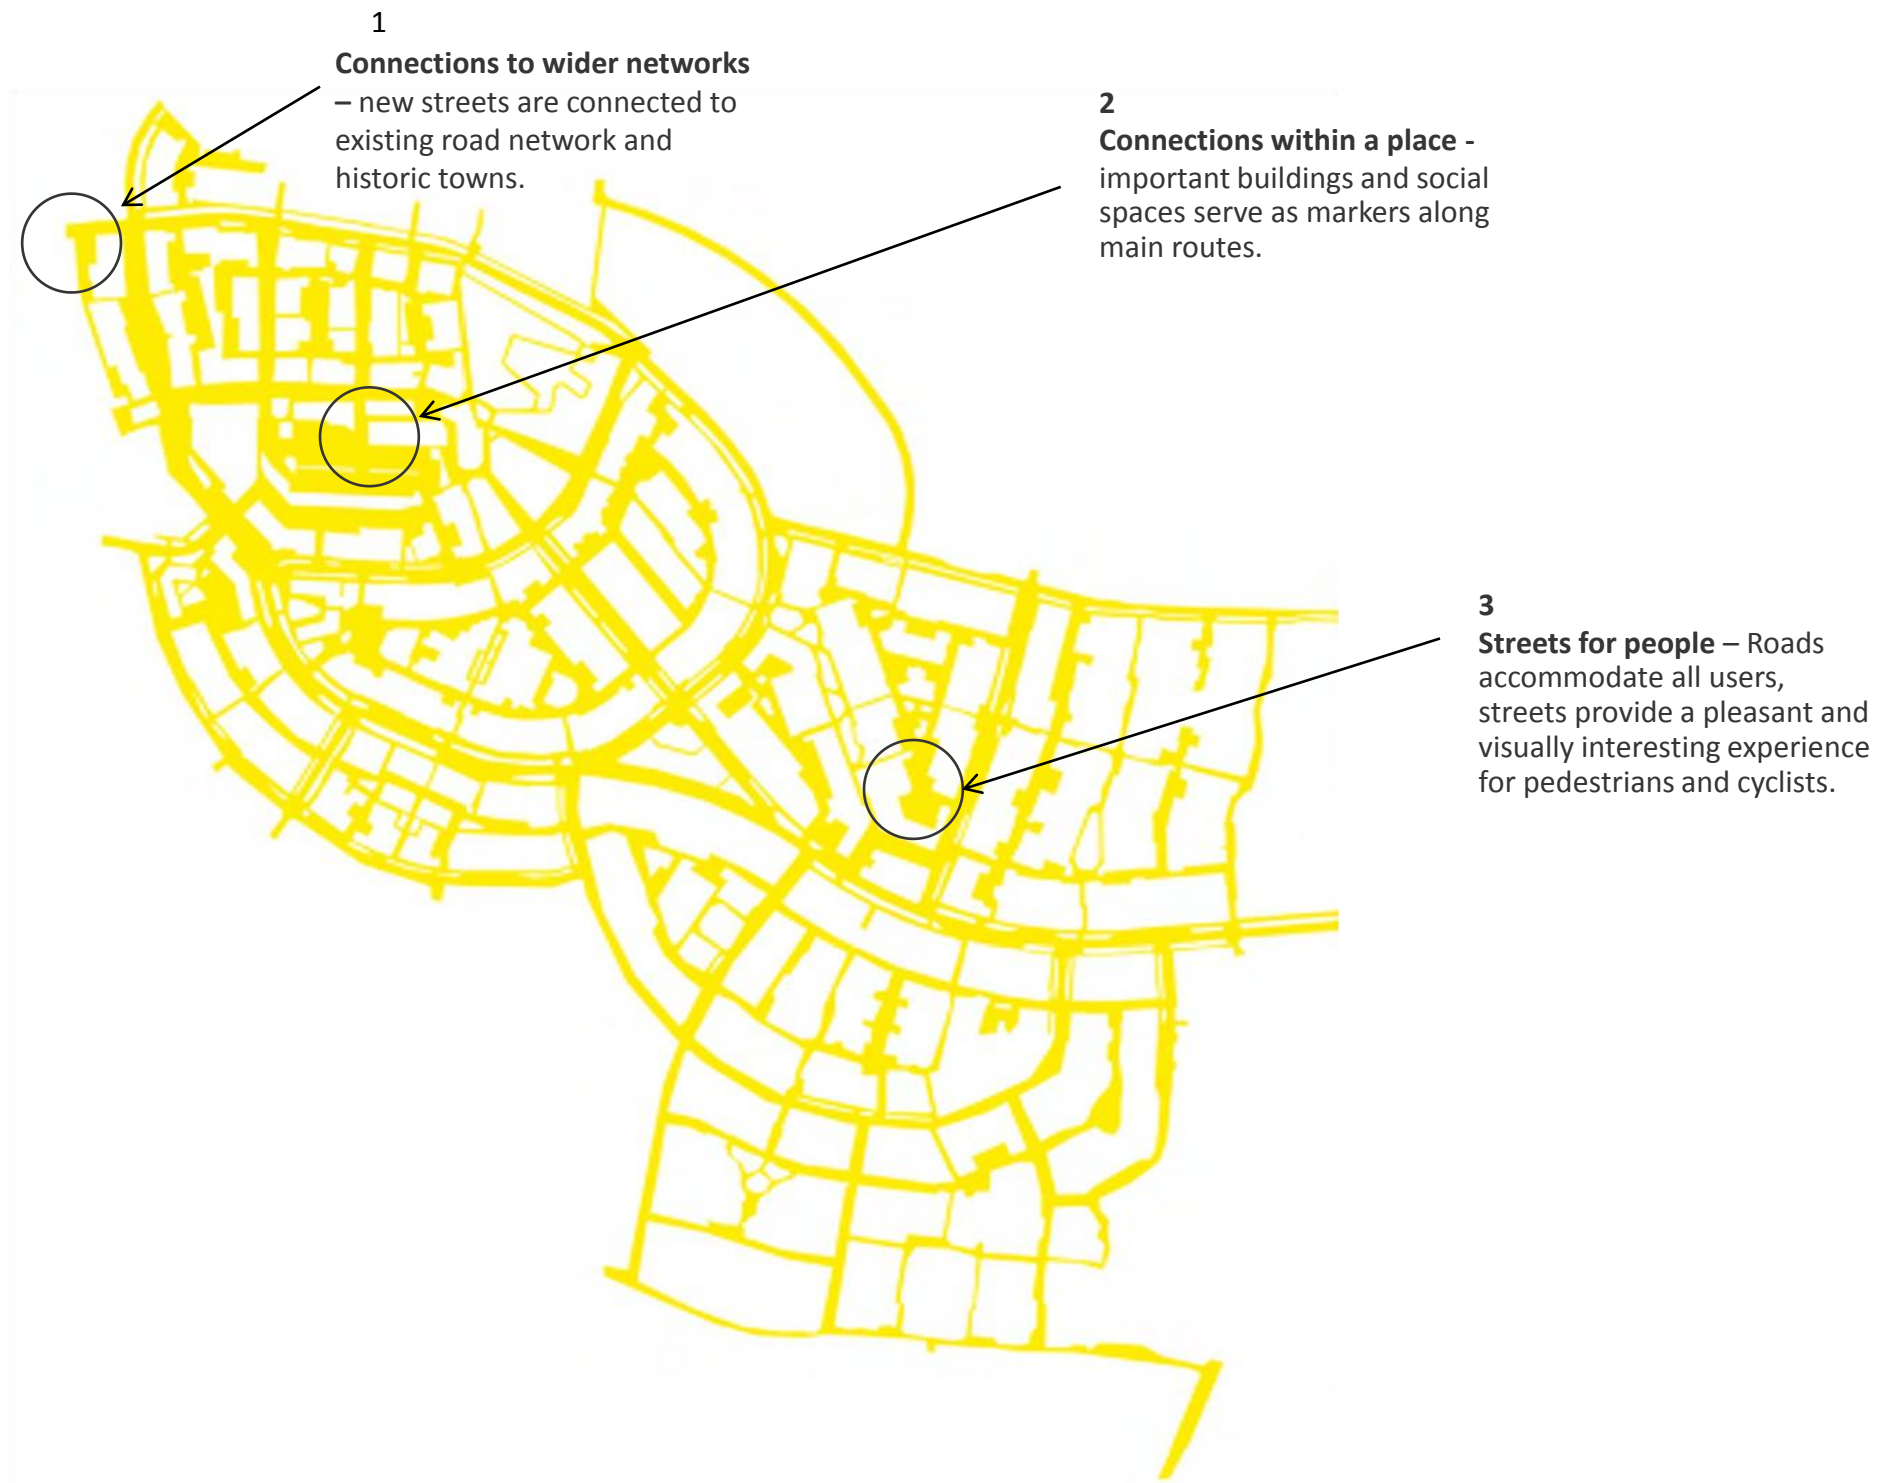 1
Connections to wider networks
– new streets are connected to
existing road network and
historic towns.
2
Connections within a place -
important buildings and social
spaces serve as markers along
main routes.
3
Streets for people – Roads
accommodate all users,
streets provide a pleasant and
visually interesting experience
for pedestrians and cyclists.